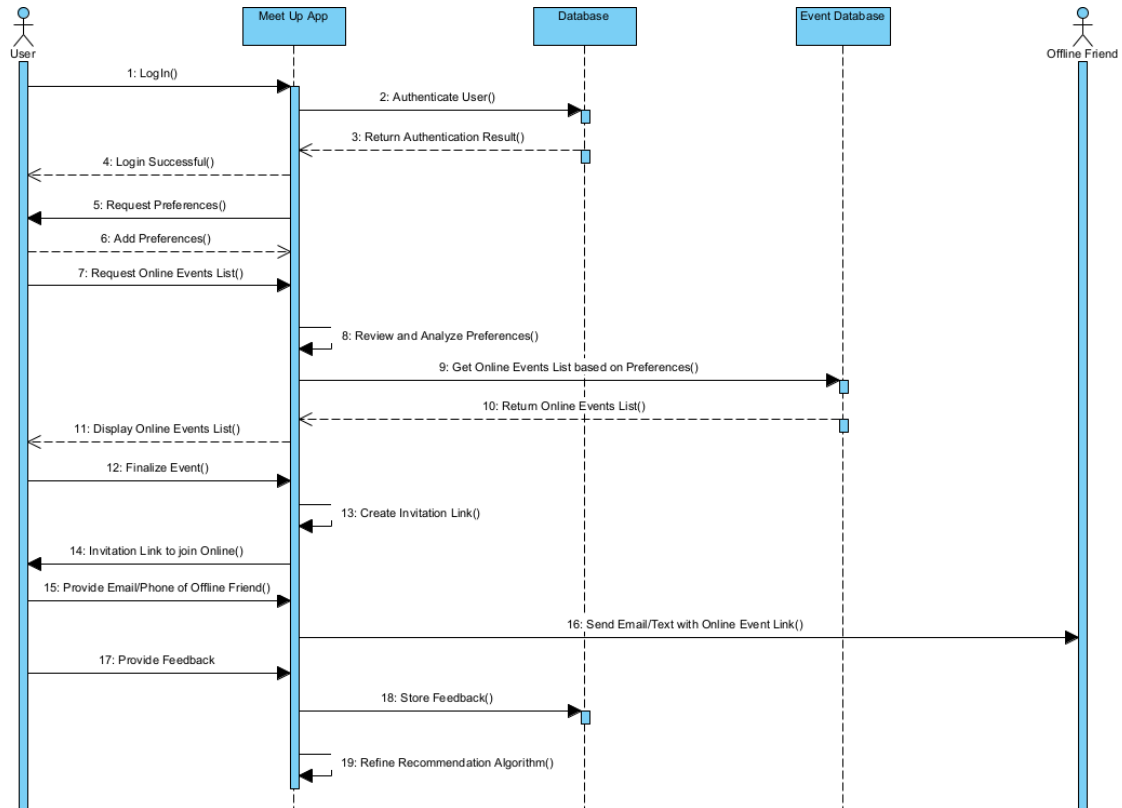 Meet Up App
Database
Event Database
User
Offline Friend
1: LogIn()
2: Authenticate User()
3: Return Authentication Result()
4: Login Successful()
5: Request Preferences()
6: Add Preferences()
7: Request Online Events List()
8: Review and Analyze Preferences()
9: Get Online Events List based on Preferences()
10: Return Online Events List()
11: Display Online Events List()
12: Finalize Event()
13: Create Invitation Link()
14: Invitation Link to join Online()
15: Provide Email/Phone of Offline Friend()
16: Send Email/Text with Online Event Link()
17: Provide Feedback
18: Store Feedback()
19: Refine Recommendation Algorithm()